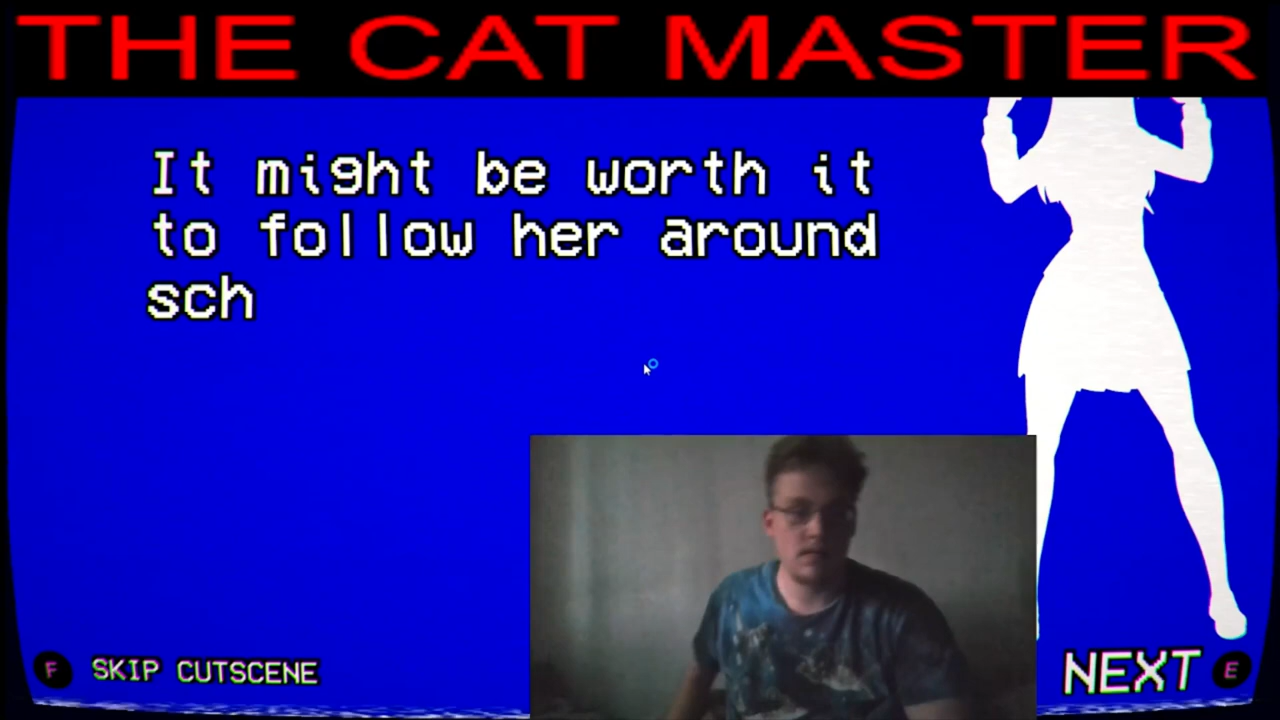 THE CAT MASTER
It might be worth it
to follow her around
sch
F SKIP CUTSCENE
NEXT E